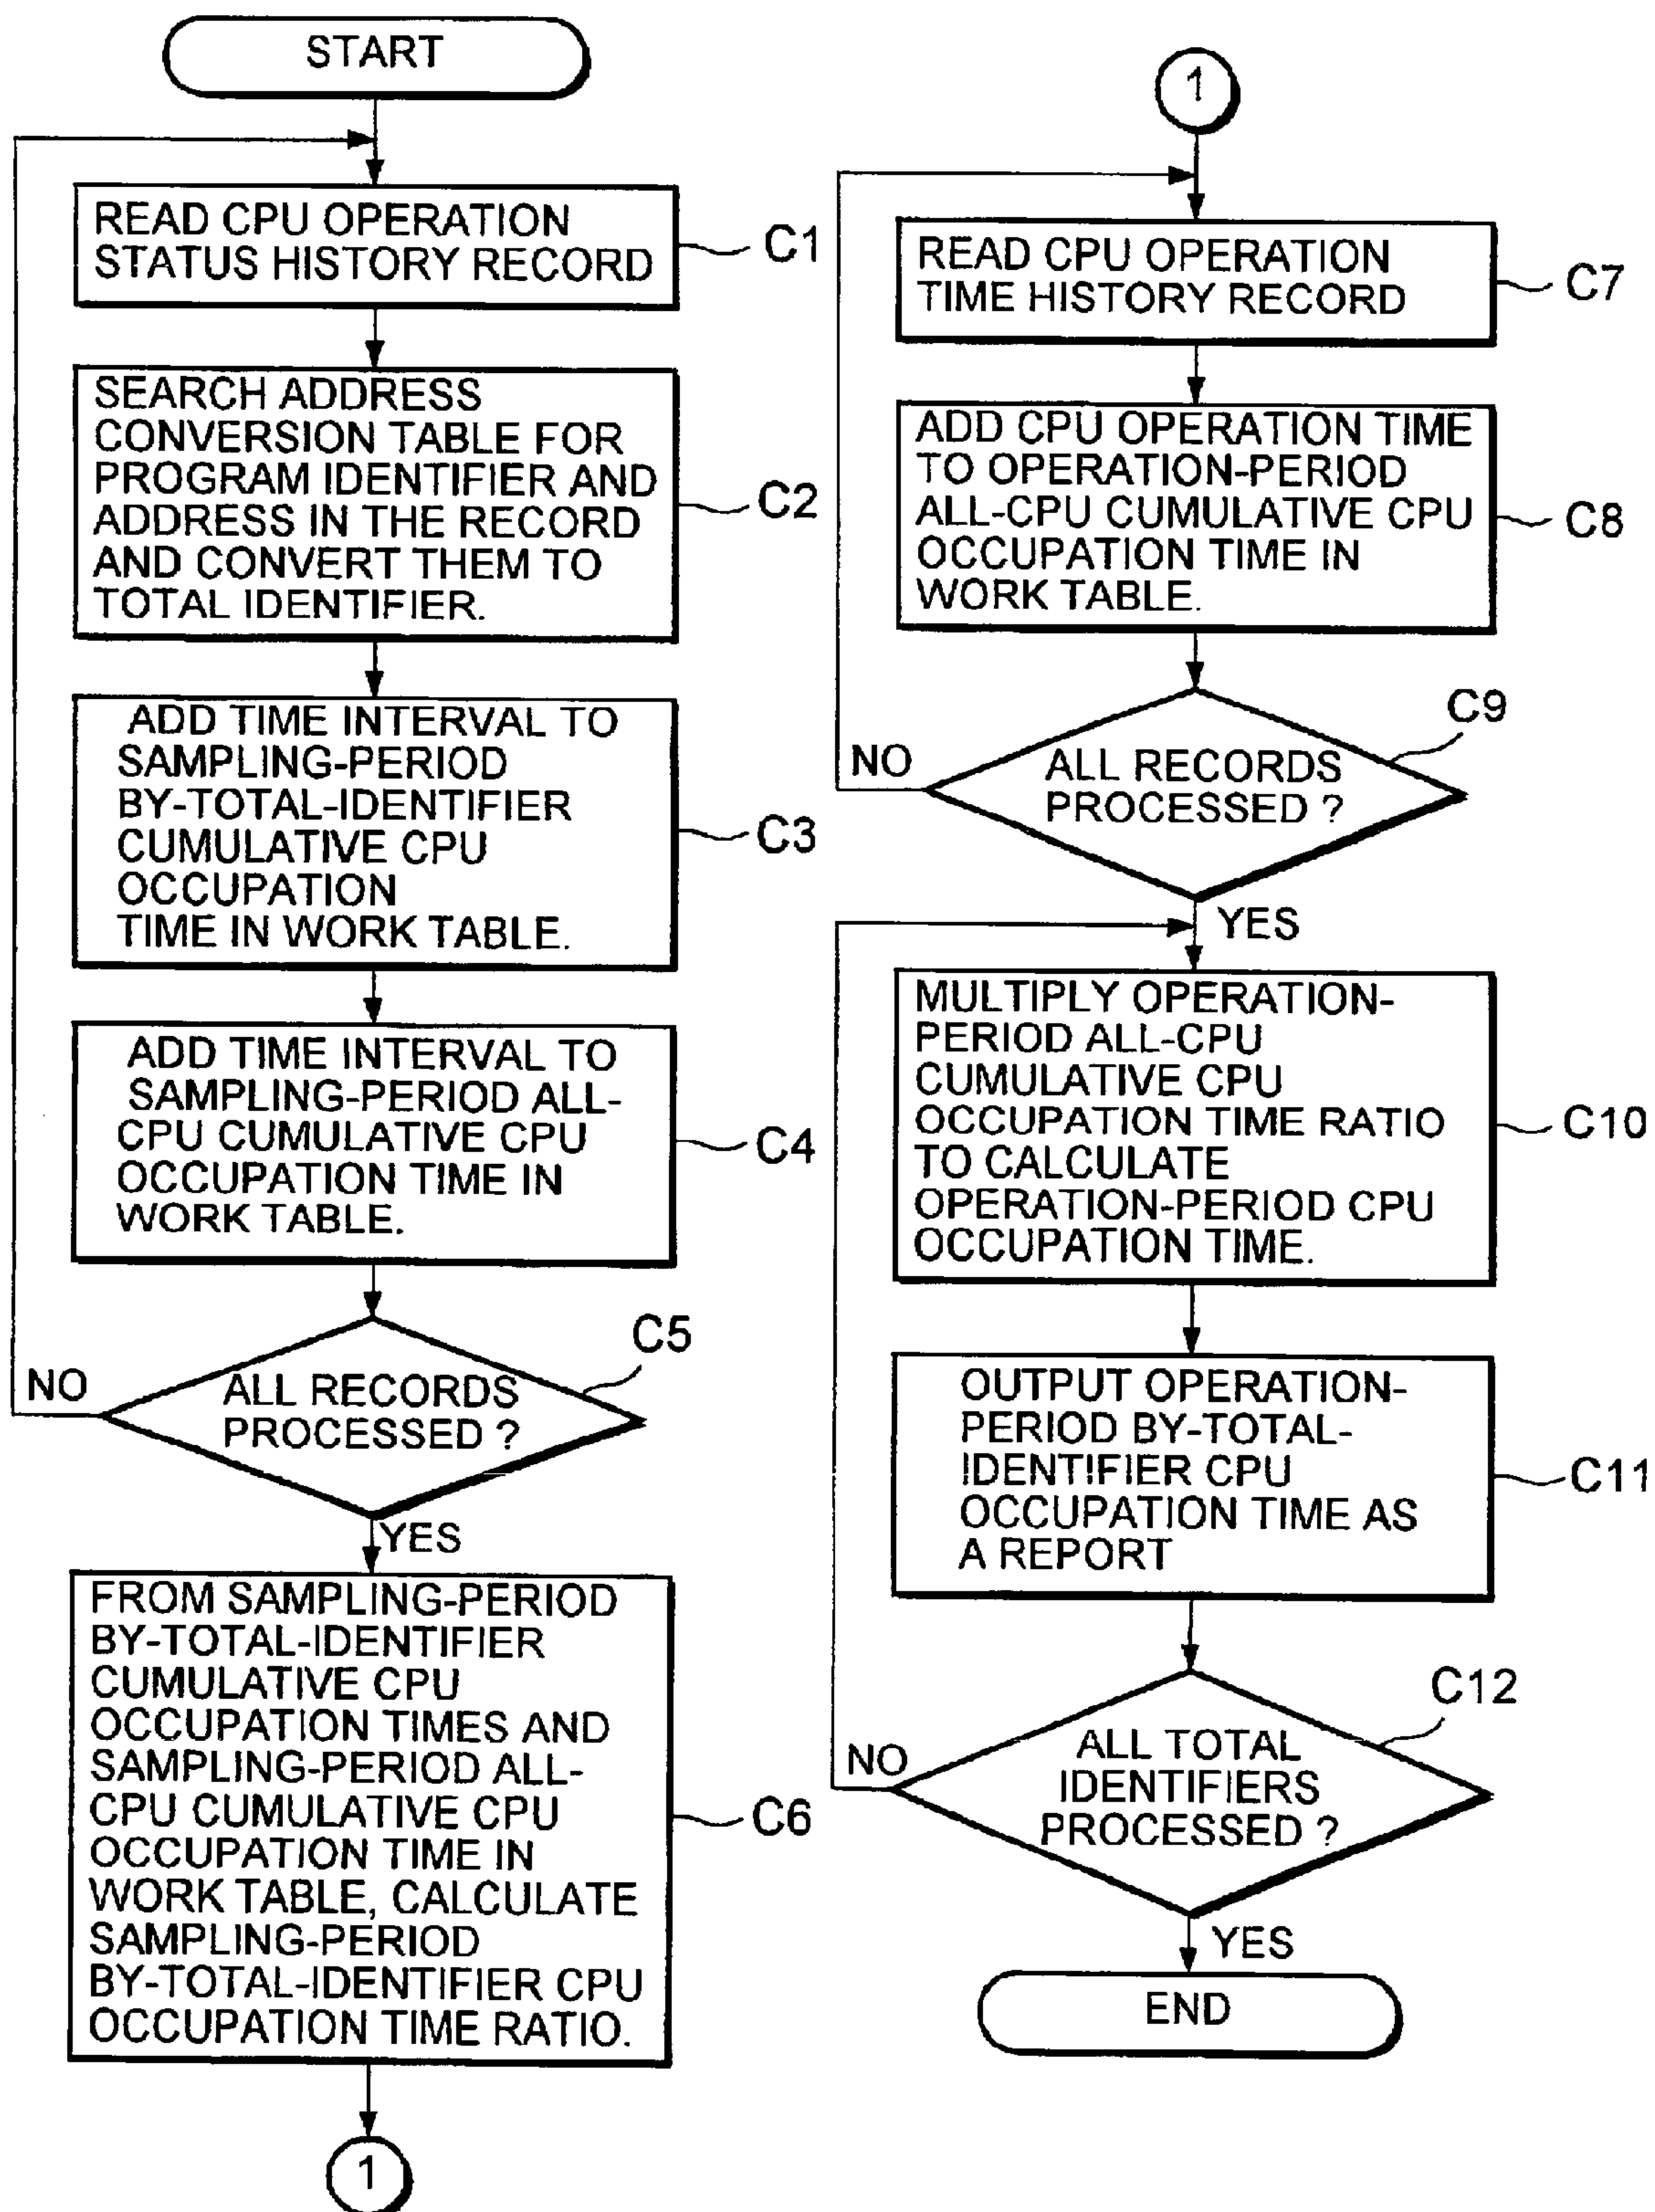 START
READ CPU OPERATION
STATUS HISTORY RECORD
C1
SEARCH ADDRESS
CONVERSION TABLE FOR
PROGRAM IDENTIFIER AND
ADDRESS IN THE RECORD
AND CONVERT THEM TO
TOTAL IDENTIFIER.
C2
ADD TIME INTERVAL TO
SAMPLING-PERIOD
BY-TOTAL-IDENTIFIER
CUMULATIVE CPU
OCCUPATION
TIME IN WORK TABLE.
C3
ADD TIME INTERVAL TO
SAMPLING-PERIOD ALL-
CPU CUMULATIVE CPU
OCCUPATION TIME IN
WORK TABLE.
C4
C5
NO
ALL RECORDS
PROCESSED ?
YES
FROM SAMPLING-PERIOD
BY-TOTAL-IDENTIFIER
CUMULATIVE CPU
OCCUPATION TIMES AND
SAMPLING-PERIOD ALL-
CPU CUMULATIVE CPU
OCCUPATION TIME IN
WORK TABLE, CALCULATE
SAMPLING-PERIOD
BY-TOTAL-IDENTIFIER CPU
OCCUPATION TIME RATIO.
C6
1
1
READ CPU OPERATION
TIME HISTORY RECORD
C7
ADD CPU OPERATION TIME
TO OPERATION-PERIOD
ALL-CPU CUMULATIVE CPU
OCCUPATION TIME IN
WORK TABLE.
C8
C9
NO
ALL RECORDS
PROCESSED ?
YES
MULTIPLY OPERATION-
PERIOD ALL-CPU
CUMULATIVE CPU
OCCUPATION TIME RATIO
TO CALCULATE
OPERATION-PERIOD CPU
OCCUPATION TIME.
C10
OUTPUT OPERATION-
PERIOD BY-TOTAL-
IDENTIFIER CPU
OCCUPATION TIME AS
A REPORT
C11
C12
NO
ALL TOTAL
IDENTIFIERS
PROCESSED ?
YES
END